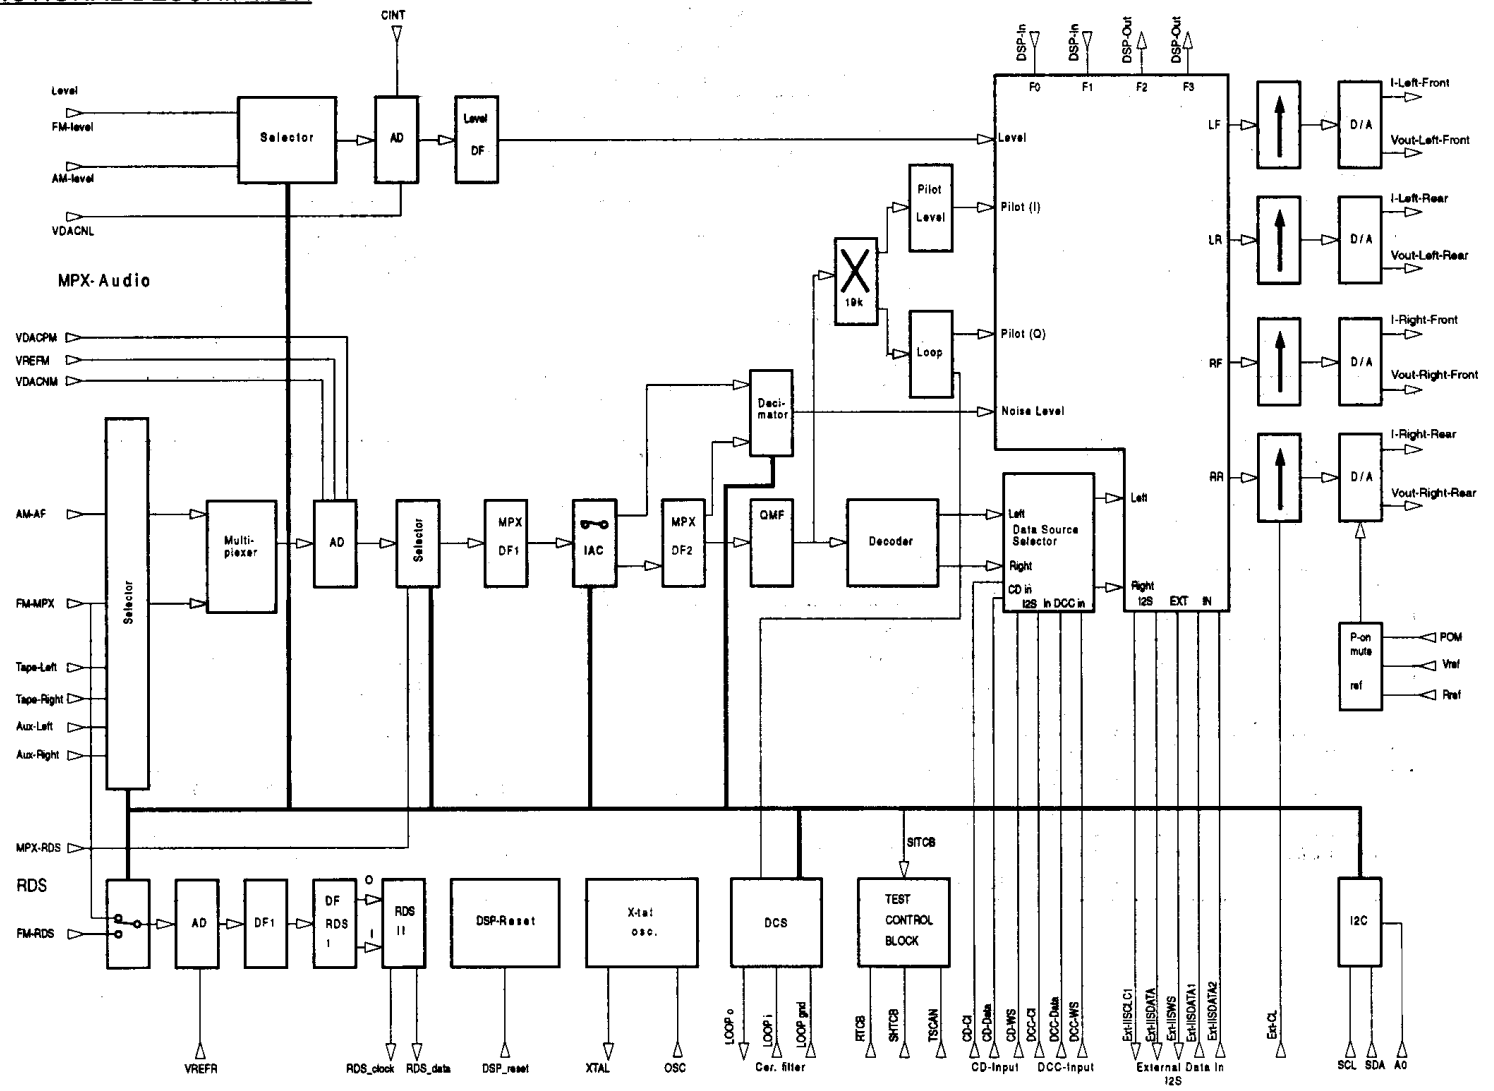 CINT
Level
FM-level
AM-level
VDACNL
Selector
AD
Level
DF
DSP-In
DSP-In
DSP-Out
DSP-Out
F0
F1
F2
F3
Level
Pilot (I)
Pilot (Q)
Noise Level
LF
LR
RF
RR
D/A
I-Left-Front
Vout-Left-Front
D/A
I-Left-Rear
Vout-Left-Rear
D/A
I-Right-Front
Vout-Right-Front
D/A
I-Right-Rear
Vout-Right-Rear
Pilot
Level
19k
Loop
MPX-Audio
VDACPM
VREFM
VDACNM
AM-AF
FM-MPX
Tape-Left
Tape-Right
Aux-Left
Aux-Right
Selector
Multi-
plexer
AD
Selector
MPX
DF1
IAC
MPX
DF2
Deci-
mator
QMF
Decoder
Left
Data Source
Selector
Right
CD in
I2S In DCC in
Left
Right
I2S EXT IN
P-on
mute
ref
POM
Vref
Rref
MPX-RDS
RDS
FM-RDS
AD
DF1
DF
RDS
1
0
1
RDS
II
DSP-Reset
X-tal
osc.
DCS
SITCB
TEST
CONTROL
BLOCK
I2C
VREFR
RDS_clock
RDS_data
DSP_reset
XTAL
OSC
LOOP o
LOOP i
LOOP gnd
Cer. filter
RTCB
SHTCB
TSCAN
CD-Cl
CD-Data
CD-WS
CD-Input
DCC-Cl
DCC-Data
DCC-WS
DCC-Input
Ext-IISCLC1
Ext-IISDATA
Ext-IISWS
Ext-IISDATA1
Ext-IISDATA2
External Data In
I2S
Ext-CL
SCL
SDA
A0